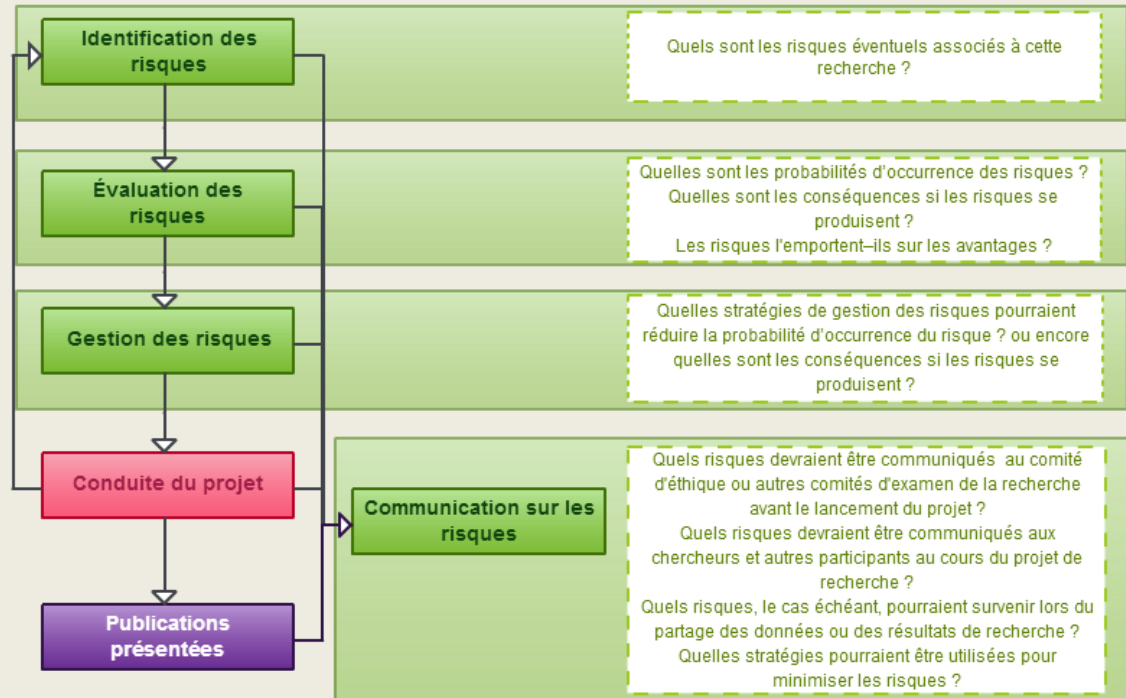 Identification des
risques
Quels sont les risques éventuels associés à cette
recherche ?
Évaluation des
risques
Quelles sont les probabilités d'occurrence des risques ?
Quelles sont les conséquences si les risques se
produisent ?
Les risques l'emportent–ils sur les avantages ?
Gestion des risques
Quelles stratégies de gestion des risques pourraient
réduire la probabilité d'occurrence du risque ? ou encore
quelles sont les conséquences si les risques se
produisent ?
Conduite du projet
Communication sur les
risques
Quels risques devraient être communiqués au comité
d'éthique ou autres comités d'examen de la recherche
avant le lancement du projet ?
Quels risques devraient être communiqués aux
chercheurs et autres participants au cours du projet de
recherche ?
Quels risques, le cas échéant, pourraient survenir lors du
partage des données ou des résultats de recherche ?
Quelles stratégies pourraient être utilisées pour
minimiser les risques ?
Publications
présentées